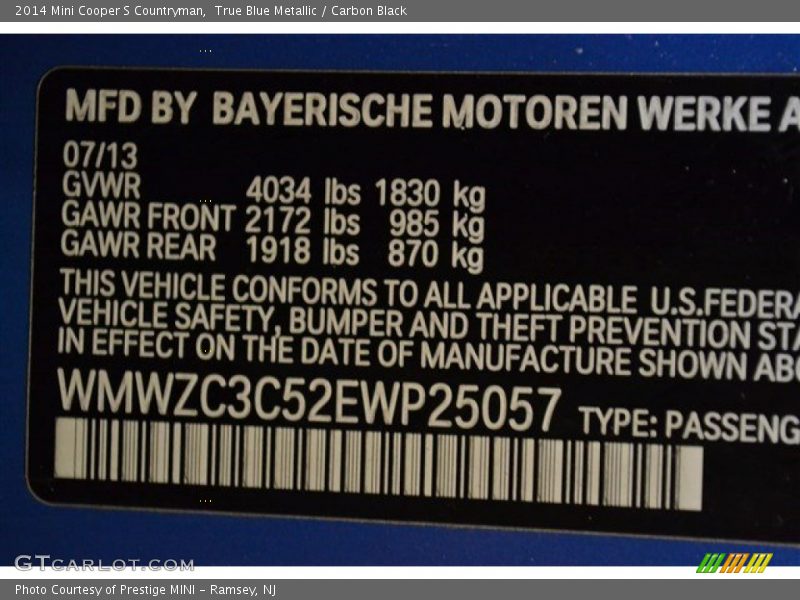 2014 Mini Cooper S Countryman,  True Blue Metallic / Carbon Black
MFD BY BAYERISCHE MOTOREN WERKE A
07/13
GVWR 4034 lbs 1830 kg
GAWR FRONT 2172 lbs 985 kg
GAWR REAR 1918 lbs 870 kg
THIS VEHICLE CONFORMS TO ALL APPLICABLE U.S.FEDERA
VEHICLE SAFETY, BUMPER AND THEFT PREVENTION STA
IN EFFECT ON THE DATE OF MANUFACTURE SHOWN ABO
WMWZC3C52EWP25057 TYPE: PASSENG
GTCARLOT.COM
Photo Courtesy of Prestige MINI - Ramsey, NJ